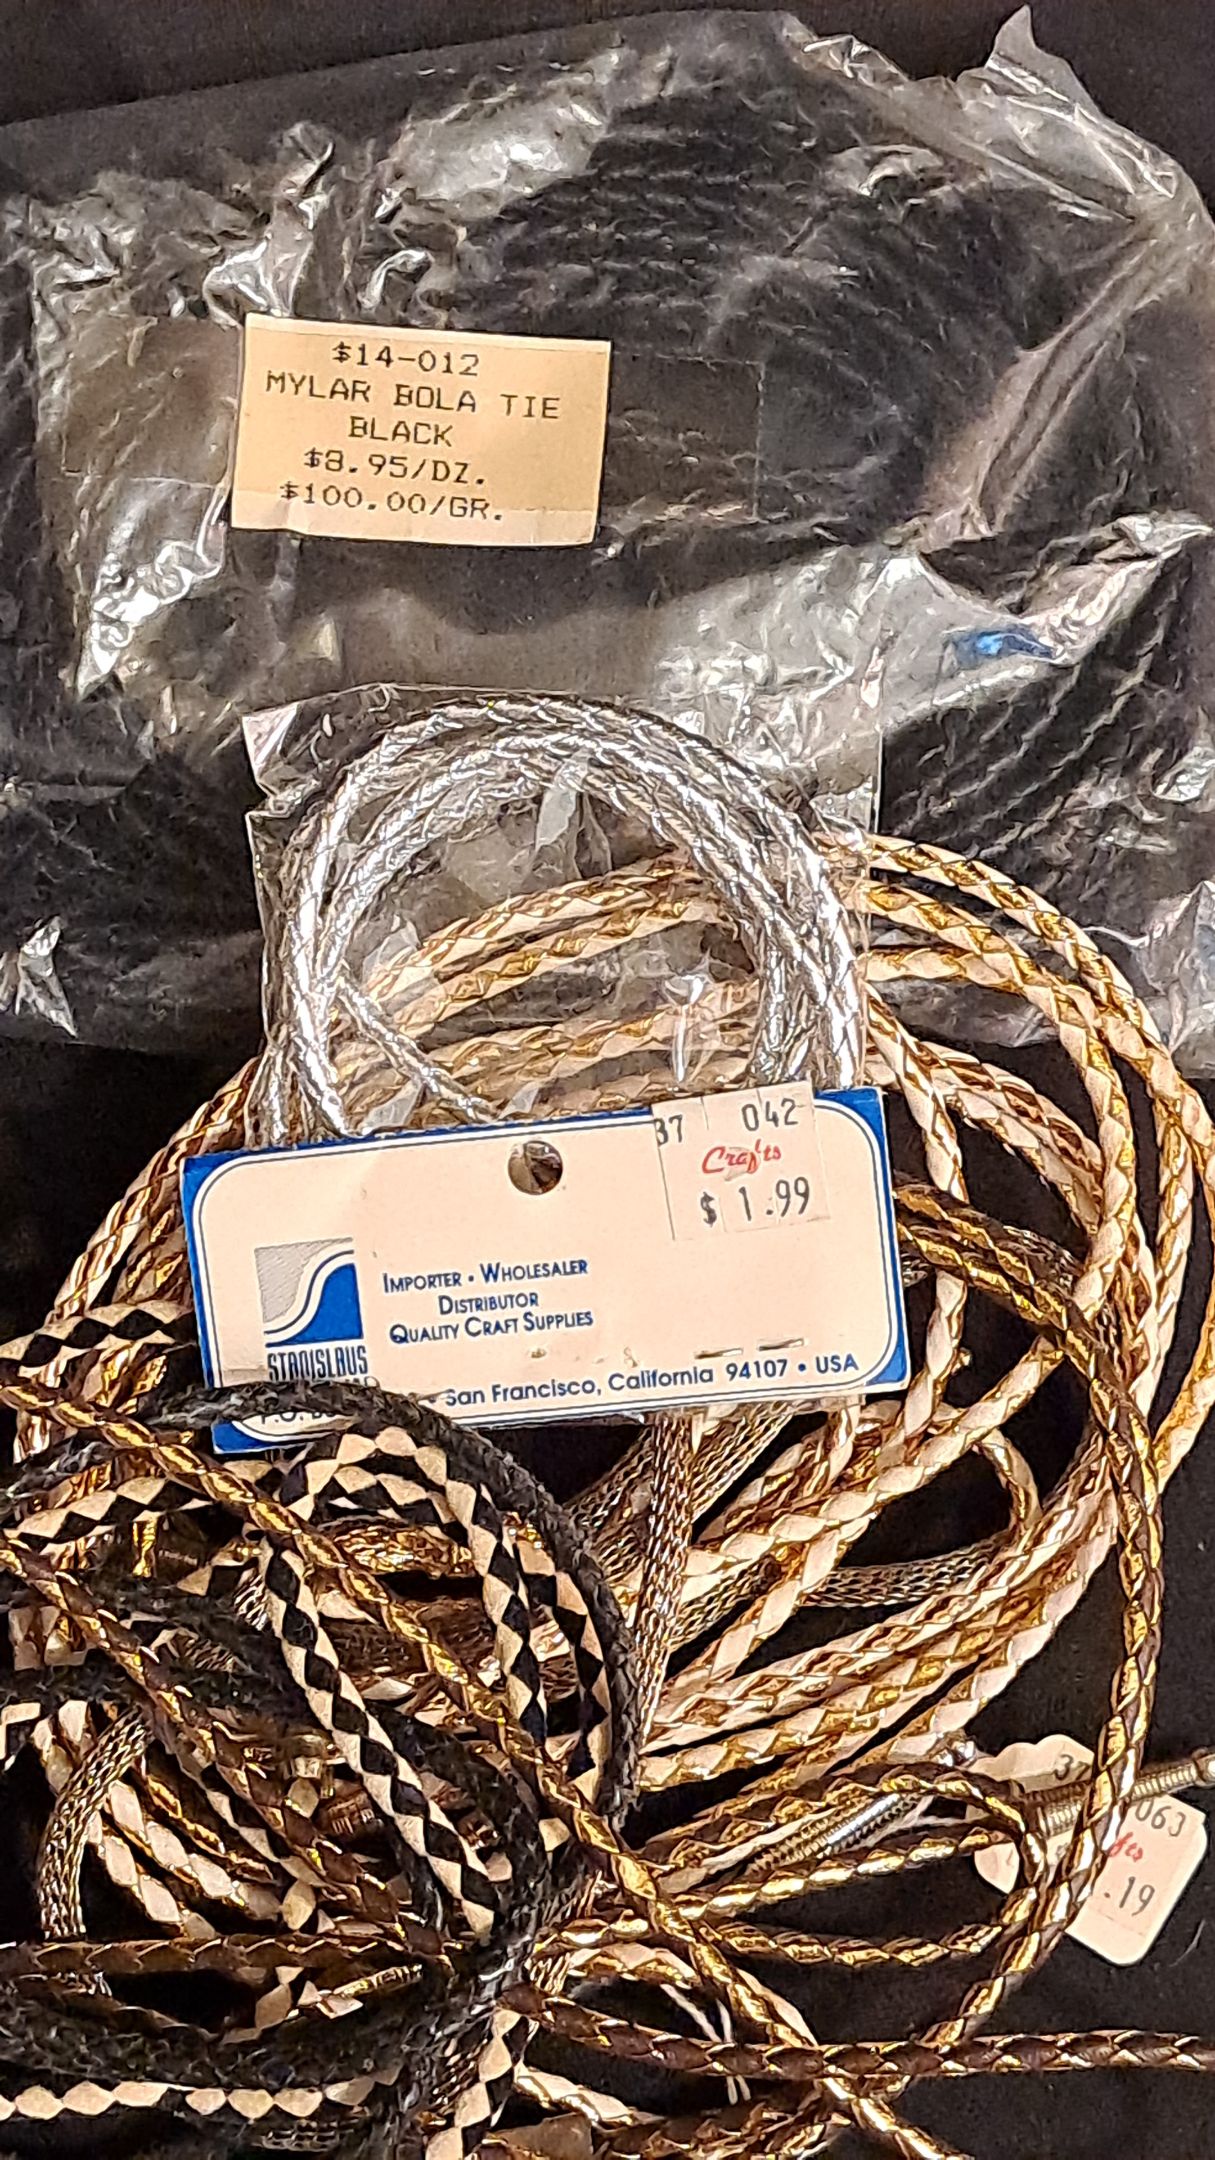 $14-012
MYLAR BOLA TIE
BLACK
$8.95/DZ.
$100.00/GR.
37 042
Crafts
$ 1.99
IMPORTER • WHOLESALER
DISTRIBUTOR
QUALITY CRAFT SUPPLIES
STANISLAUS
San Francisco, California 94107 • USA
P.O.
063
.19